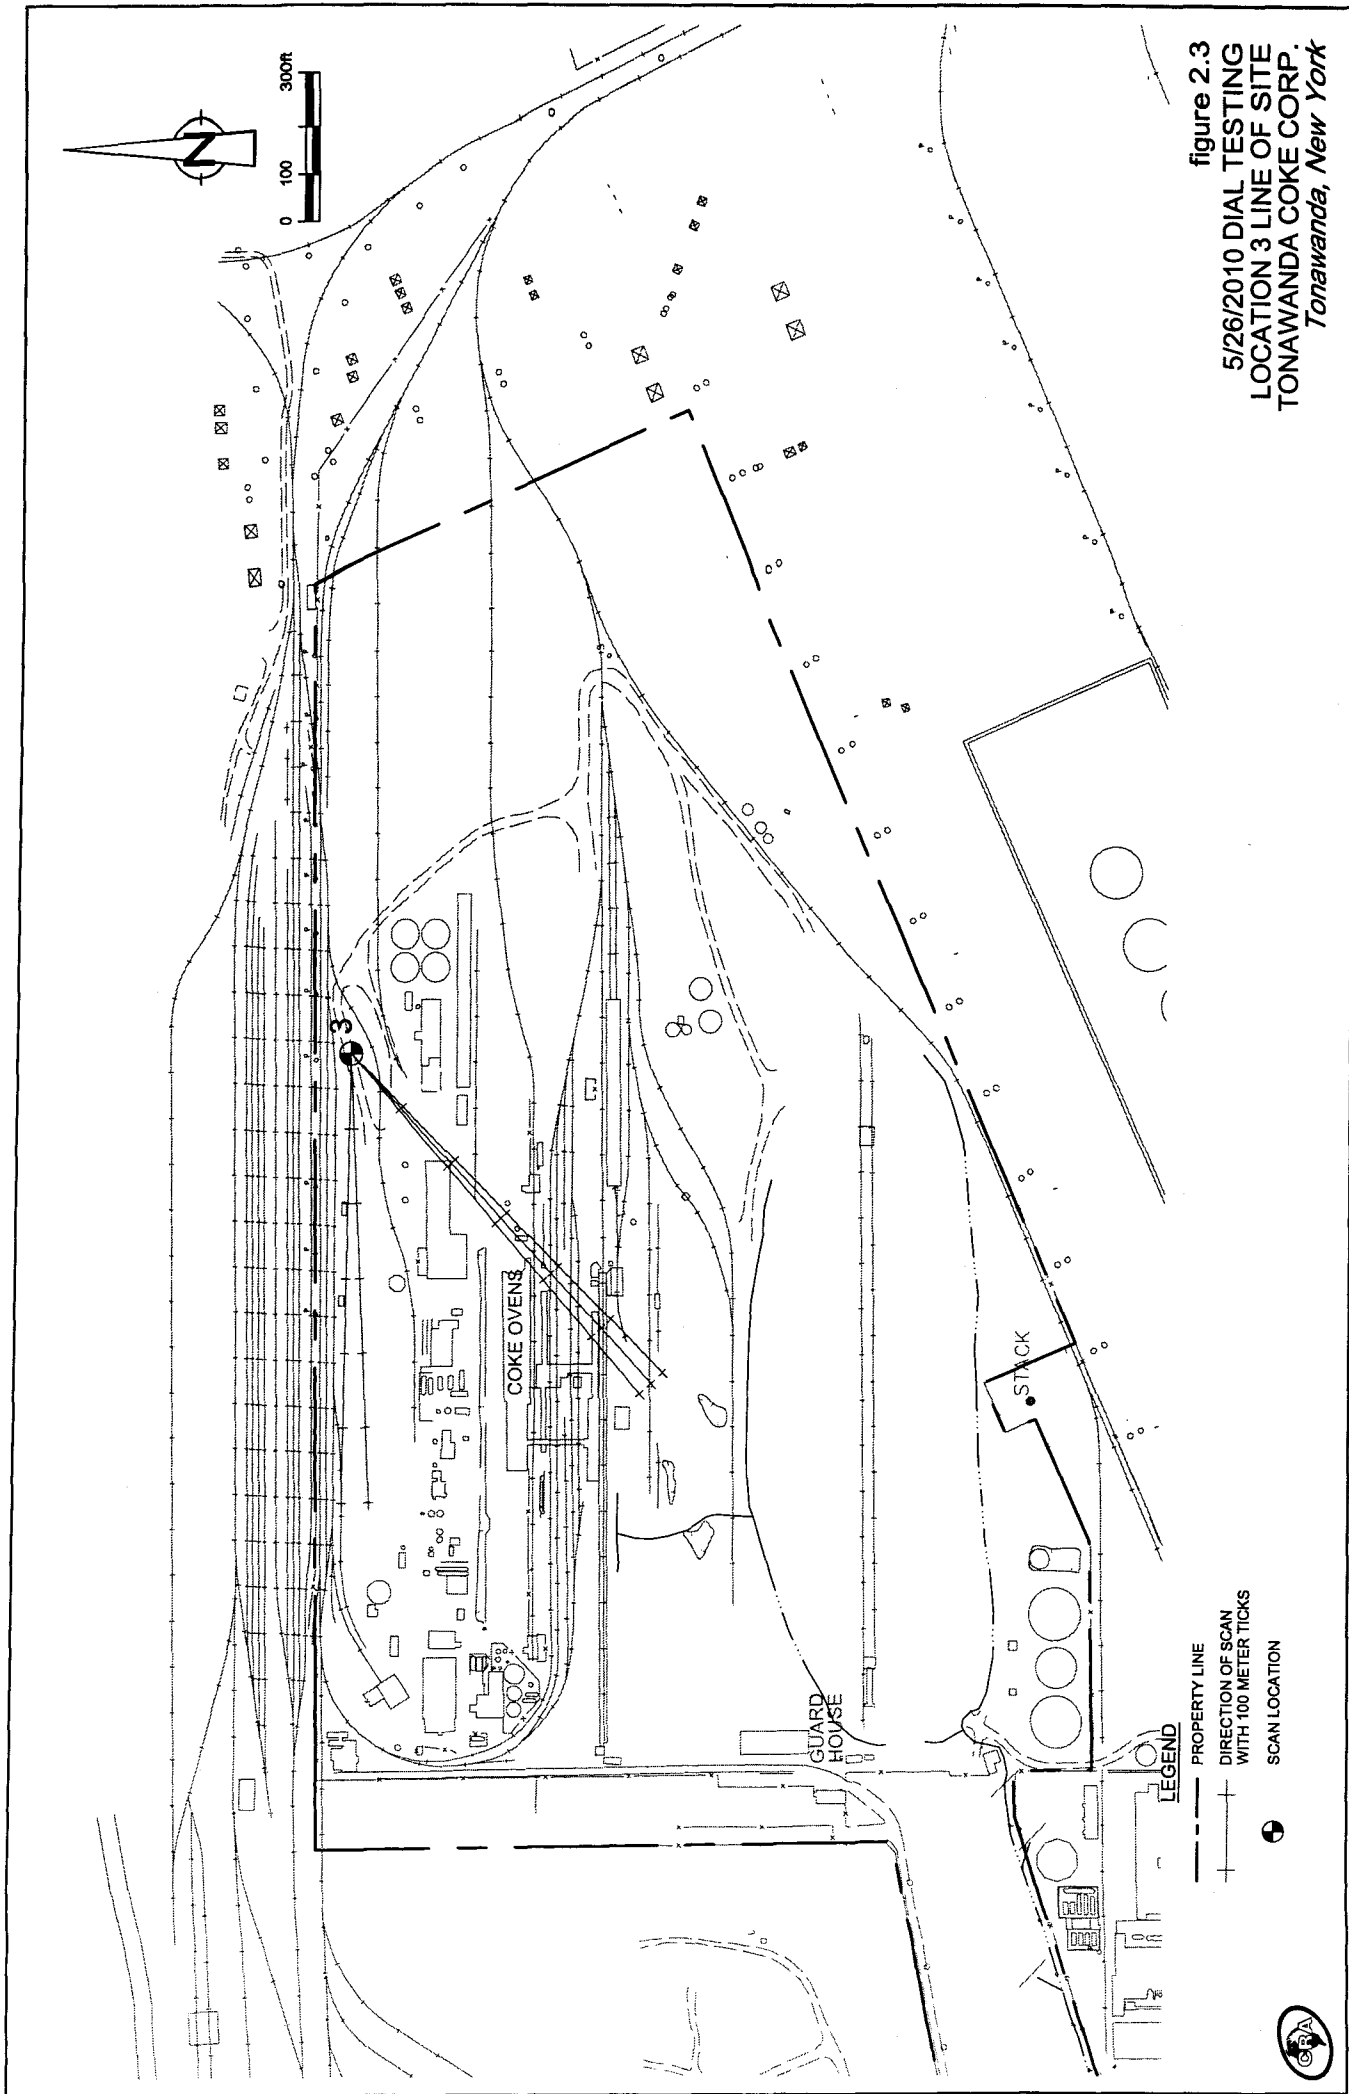 figure 2.3
5/26/2010 DIAL TESTING
LOCATION 3 LINE OF SITE
TONAWANDA COKE CORP.
Tonawanda, New York
N
0
100
300ft
3
COKE OVENS
STACK
GUARD
HOUSE
LEGEND
PROPERTY LINE
DIRECTION OF SCAN
WITH 100 METER TICKS
SCAN LOCATION
CRA